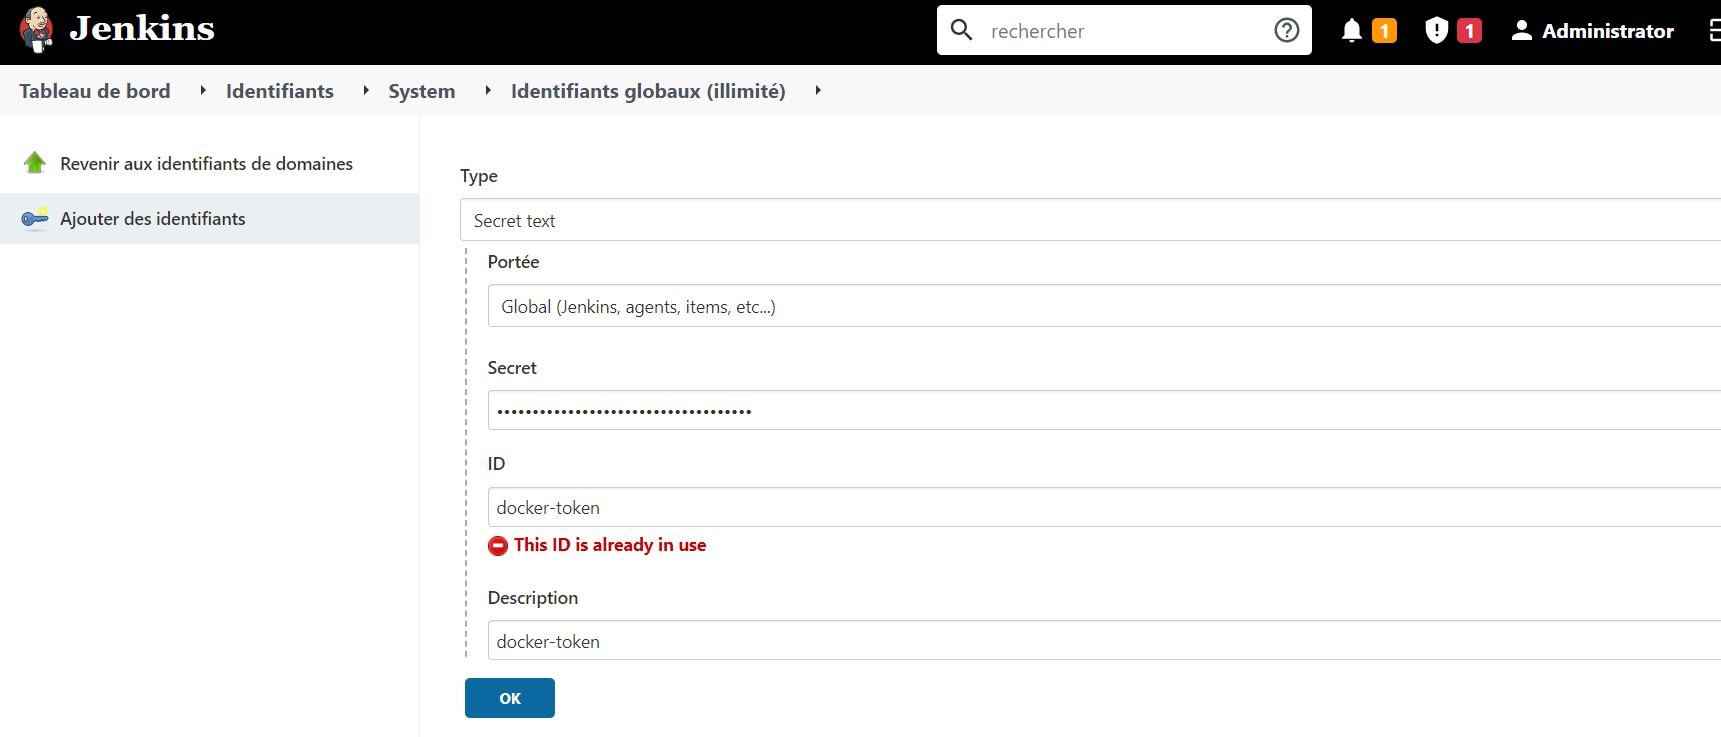 Jenkins
rechercher
1
1
Administrator
Tableau de bord
Identifiants
System
Identifiants globaux (illimité)
Revenir aux identifiants de domaines
Ajouter des identifiants
Type
Secret text
Portée
Global (Jenkins, agents, items, etc...)
Secret
••••••••••••••••••••••••••••••••••••
ID
docker-token
This ID is already in use
Description
docker-token
OK